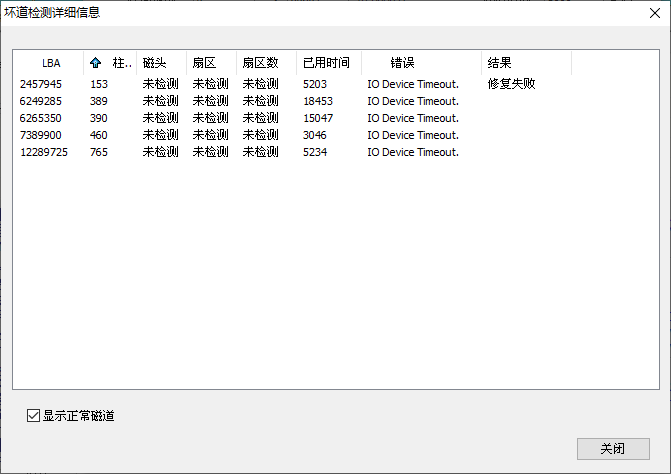 坏道检测详细信息
LBA 柱.. 磁头 扇区 扇区数 已用时间 错误 结果
2457945 153 未检测 未检测 未检测 5203 IO Device Timeout. 修复失败
6249285 389 未检测 未检测 未检测 18453 IO Device Timeout.
6265350 390 未检测 未检测 未检测 15047 IO Device Timeout.
7389900 460 未检测 未检测 未检测 3046 IO Device Timeout.
12289725 765 未检测 未检测 未检测 5234 IO Device Timeout.
显示正常磁道
关闭